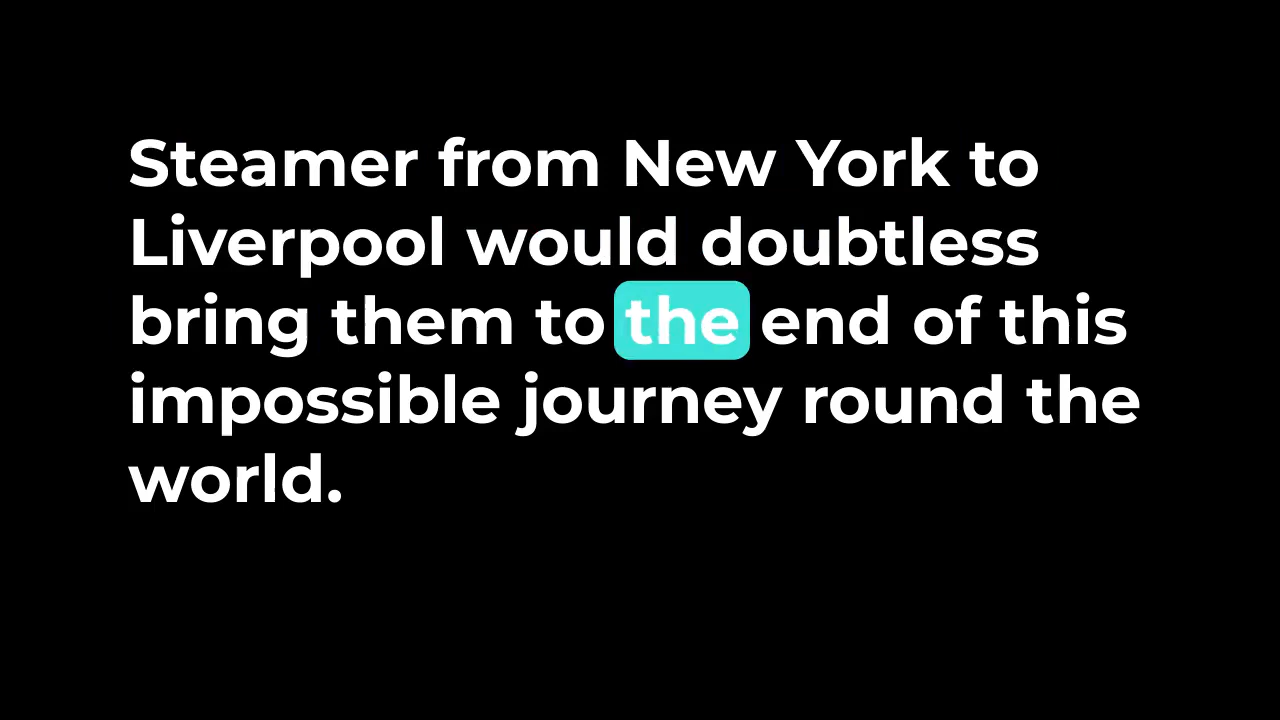 Steamer from New York to
Liverpool would doubtless
bring them to the end of this
impossible journey round the
world.